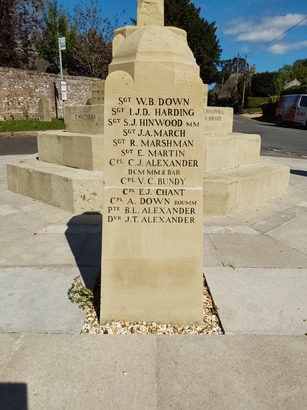 SGT W.B. DOWN
SGT I.J.D. HARDING
SGT S.J. HINWOOD MM
SGT J.A. MARCH
SGT R. MARSHMAN
SGT E. MARTIN
CPL C.J. ALEXANDER
DCM MM & BAR
CPL V.C. BUNDY
CPL E.J. CHANT
CPL A. DOWN ROUMM
PTE B.L. ALEXANDER
DVR J.T. ALEXANDER